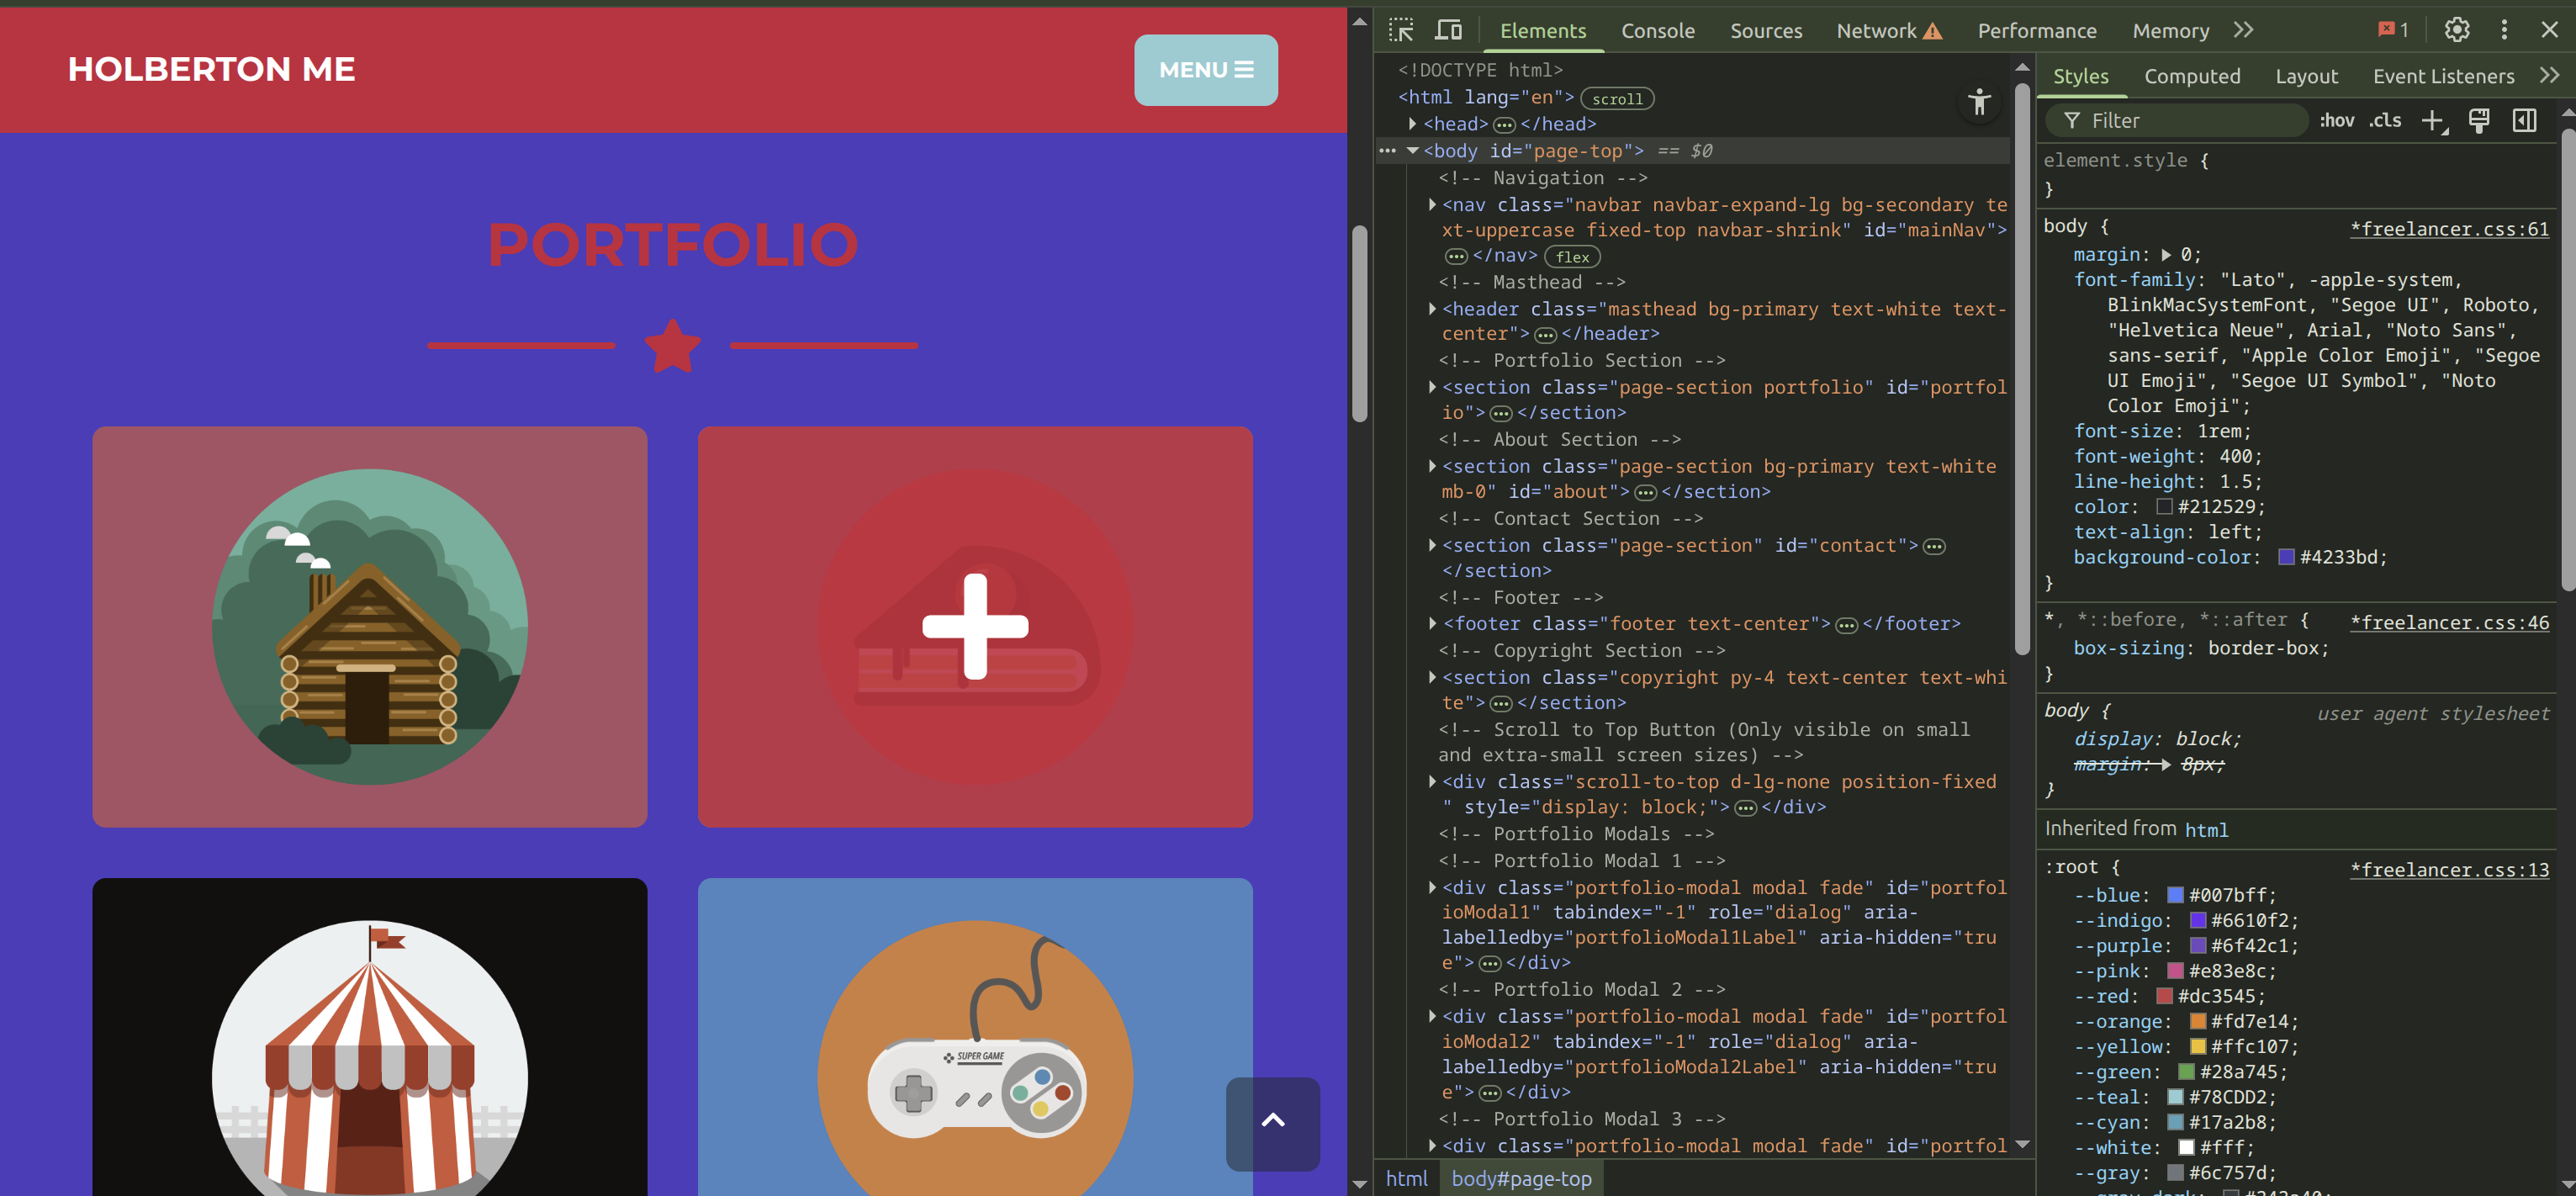 HOLBERTON ME
MENU
PORTFOLIO
SUPER GAME
Elements Console Sources Network Performance Memory 1
<!DOCTYPE html>
<html lang="en"> scroll
<head> ··· </head>
··· <body id="page-top"> == $0
<!-- Navigation -->
<nav class="navbar navbar-expand-lg bg-secondary te
xt-uppercase fixed-top navbar-shrink" id="mainNav">
··· </nav> flex
<!-- Masthead -->
<header class="masthead bg-primary text-white text-
center"> ··· </header>
<!-- Portfolio Section -->
<section class="page-section portfolio" id="portfol
io"> ··· </section>
<!-- About Section -->
<section class="page-section bg-primary text-white
mb-0" id="about"> ··· </section>
<!-- Contact Section -->
<section class="page-section" id="contact"> ···
</section>
<!-- Footer -->
<footer class="footer text-center"> ··· </footer>
<!-- Copyright Section -->
<section class="copyright py-4 text-center text-whi
te"> ··· </section>
<!-- Scroll to Top Button (Only visible on small
and extra-small screen sizes) -->
<div class="scroll-to-top d-lg-none position-fixed
" style="display: block;"> ··· </div>
<!-- Portfolio Modals -->
<!-- Portfolio Modal 1 -->
<div class="portfolio-modal modal fade" id="portfol
ioModal1" tabindex="-1" role="dialog" aria-
labelledby="portfolioModal1Label" aria-hidden="tru
e"> ··· </div>
<!-- Portfolio Modal 2 -->
<div class="portfolio-modal modal fade" id="portfol
ioModal2" tabindex="-1" role="dialog" aria-
labelledby="portfolioModal2Label" aria-hidden="tru
e"> ··· </div>
<!-- Portfolio Modal 3 -->
<div class="portfolio-modal modal fade" id="portfol
html body#page-top
Styles Computed Layout Event Listeners
Filter :hov .cls
element.style {
}
body { *freelancer.css:61
margin: 0;
font-family: "Lato", -apple-system,
BlinkMacSystemFont, "Segoe UI", Roboto,
"Helvetica Neue", Arial, "Noto Sans",
sans-serif, "Apple Color Emoji", "Segoe
UI Emoji", "Segoe UI Symbol", "Noto
Color Emoji";
font-size: 1rem;
font-weight: 400;
line-height: 1.5;
color: #212529;
text-align: left;
background-color: #4233bd;
}
*, *::before, *::after { *freelancer.css:46
box-sizing: border-box;
}
body { user agent stylesheet
display: block;
margin: 8px;
}
Inherited from html
:root { *freelancer.css:13
--blue: #007bff;
--indigo: #6610f2;
--purple: #6f42c1;
--pink: #e83e8c;
--red: #dc3545;
--orange: #fd7e14;
--yellow: #ffc107;
--green: #28a745;
--teal: #78CDD2;
--cyan: #17a2b8;
--white: #fff;
--gray: #6c757d;